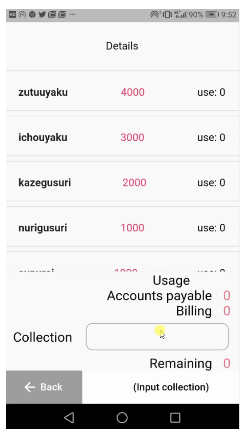 90% 9:52
Details
zutuuyaku 4000 use: 0
ichouyaku 3000 use: 0
kazegusuri 2000 use: 0
nurigusuri 1000 use: 0
Usage
Accounts payable 0
Billing 0
Collection
Remaining 0
← Back (Input collection)